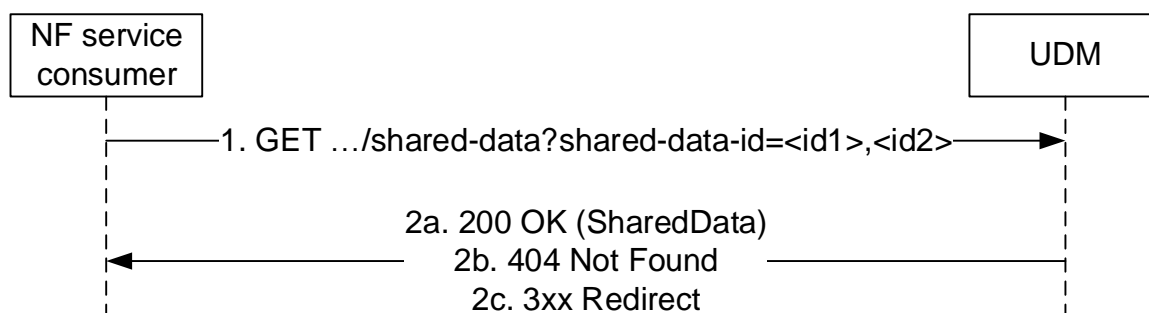 NF service
consumer
UDM
1. GET …/shared-data?shared-data-id=<id1>,<id2>
2a. 200 OK (SharedData)
2b. 404 Not Found
2c. 3xx Redirect